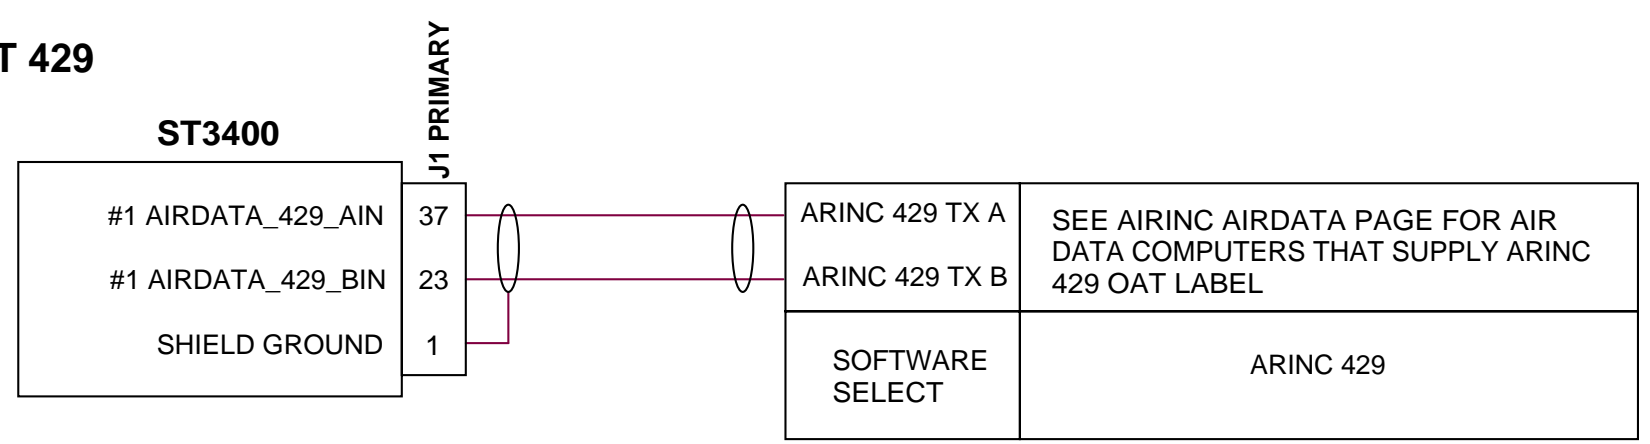 T 429
J1 PRIMARY
ST3400
#1 AIRDATA_429_AIN
37
#1 AIRDATA_429_BIN
23
SHIELD GROUND
1
ARINC 429 TX A
ARINC 429 TX B
SEE AIRINC AIRDATA PAGE FOR AIR
DATA COMPUTERS THAT SUPPLY ARINC
429 OAT LABEL
SOFTWARE
SELECT
ARINC 429